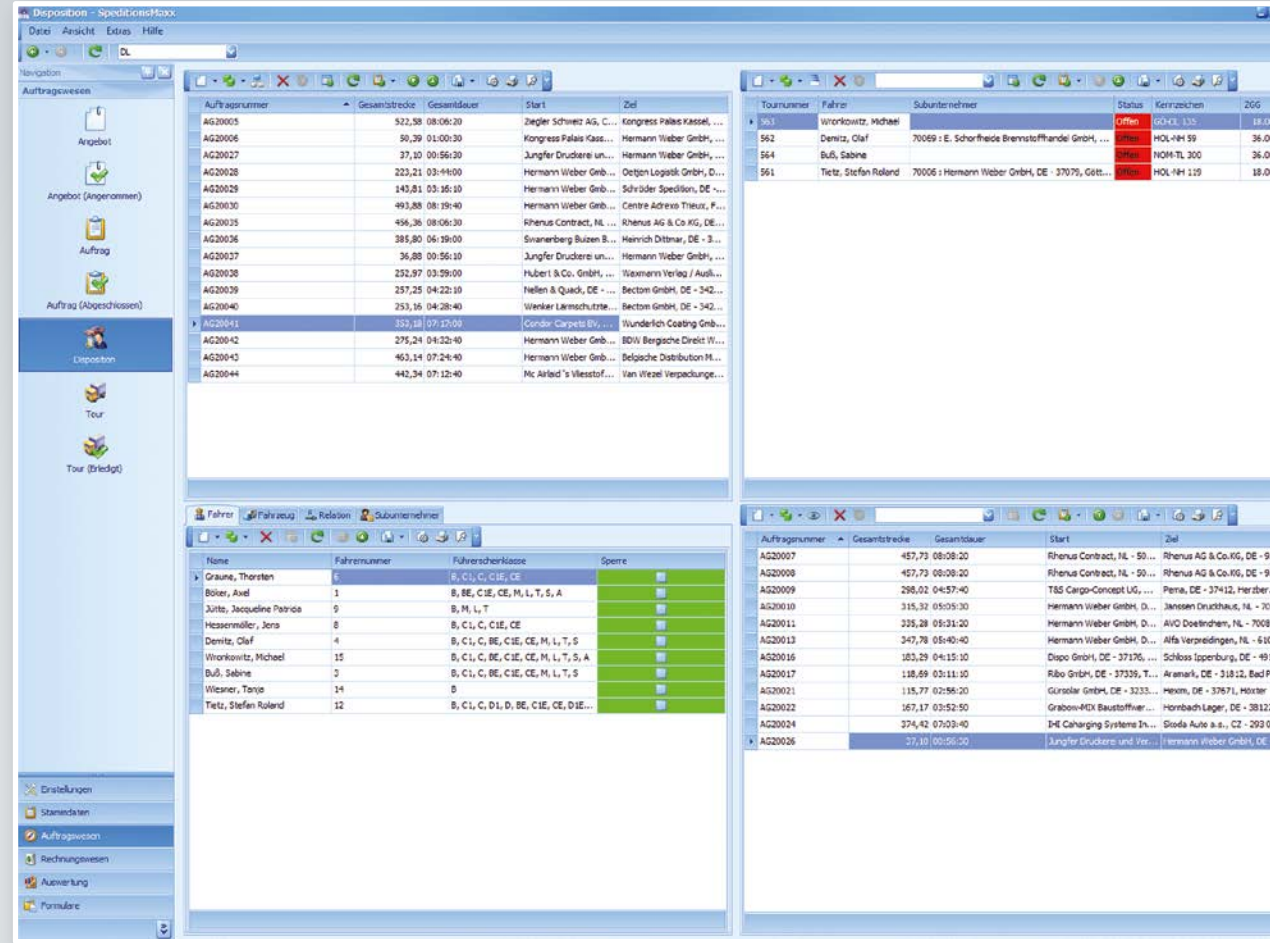 Disposition - SpeditionsMaxx
Datei Ansicht Extras Hilfe
DL
Navigation
Auftragswesen
Angebot
Angebot (Angenommen)
Auftrag
Auftrag (Abgeschlossen)
Disposition
Tour
Tour (Erledigt)
Einstellungen
Stammdaten
Auftragswesen
Rechnungswesen
Auswertung
Formulare
Auftragsnummer Gesamtstrecke Gesamtdauer Start Ziel
AG20005 522,58 08:06:20 Ziegler Schweiz AG, C... Kongress Palais Kassel, ...
AG20006 50,39 01:00:30 Kongress Palais Kass... Hermann Weber GmbH, ...
AG20027 37,10 00:56:30 Jungfer Druckerei un... Hermann Weber GmbH, ...
AG20028 223,21 03:44:00 Hermann Weber Gmb... Oetjen Logistik GmbH, D...
AG20029 143,81 03:16:10 Hermann Weber Gmb... Schröder Spedition, DE -...
AG20030 493,88 08:19:40 Hermann Weber Gmb... Centre Adrexo Trieux, F...
AG20035 456,36 08:06:30 Rhenus Contract, NL ... Rhenus AG & Co.KG, DE...
AG20036 385,80 06:19:00 Swanenberg Buizen B... Heinrich Dittmar, DE - 3...
AG20037 36,88 00:56:10 Jungfer Druckerei un... Hermann Weber GmbH, ...
AG20038 252,97 03:59:00 Hubert & Co. GmbH, ... Waxmann Verlag / Ausli...
AG20039 257,25 04:22:10 Nellen & Quack, DE - ... Bectom GmbH, DE - 342...
AG20040 253,16 04:28:40 Wenker Lärmschutzte... Bectom GmbH, DE - 342...
AG20041 353,18 07:17:00 Condor Carpets BV, ... Wunderlich Coating Gmb...
AG20042 275,24 04:32:40 Hermann Weber Gmb... BDW Bergische Direkt W...
AG20043 463,14 07:24:40 Hermann Weber Gmb... Belgische Distribution M...
AG20044 442,34 07:12:40 Mc Airlaid´s Vliesstof... Van Wezel Verpackunge...
Tournummer Fahrer Subunternehmer Status Kennzeichen ZGG
563 Wronkowitz, Michael Offen 18.0
562 Demitz, Olaf 70069 : E. Schorfheide Brennstoffhandel GmbH, ... Offen HOL-NH 59 36.0
564 Buß, Sabine Offen NOM-TL 300 36.0
561 Tietz, Stefan Roland 70006 : Hermann Weber GmbH, DE - 37079, Gött... Offen HOL-NH 119 18.0
Fahrer Fahrzeug Relation Subunternehmer
Name Fahrernummer Führerscheinklasse Sperre
Graune, Thorsten 6 B, C1, C, C1E, CE
Böker, Axel 1 B, BE, C1E, CE, M, L, T, S, A
Jütte, Jacqueline Patricia 9 B, M, L, T
Hessenmöller, Jens 8 B, C1, C, C1E, CE
Demitz, Olaf 4 B, C1, C, BE, C1E, CE, M, L, T, S
Wronkowitz, Michael 15 B, C1, C, BE, C1E, CE, M, L, T, S, A
Buß, Sabine 3 B, C1, C, BE, C1E, CE, M, L, T, S
Wiesner, Tanja 14 B
Tietz, Stefan Roland 12 B, C1, C, D1, D, BE, C1E, CE, D1E...
Auftragsnummer Gesamtstrecke Gesamtdauer Start Ziel
AG20007 457,73 08:08:20 Rhenus Contract, NL - 50... Rhenus AG & Co.KG, DE - 9
AG20008 457,73 08:08:20 Rhenus Contract, NL - 50... Rhenus AG & Co.KG, DE - 9
AG20009 298,02 04:57:40 T&S Cargo-Concept UG, ... Pema, DE - 37412, Herzber
AG20010 315,32 05:05:30 Hermann Weber GmbH, D... Janssen Druckhaus, NL - 70
AG20011 335,28 05:31:20 Hermann Weber GmbH, D... AVO Doetinchem, NL - 7008
AG20013 347,78 05:40:40 Hermann Weber GmbH, D... Alfa Verpreidingen, NL - 610
AG20016 183,29 04:15:10 Dispo GmbH, DE - 37176, ... Schloss Ippenburg, DE - 491
AG20017 118,69 03:11:10 Ribo GmbH, DE - 37339, T... Aramark, DE - 31812, Bad P
AG20021 115,77 02:56:20 Gürsolar GmbH, DE - 3233... Hexim, DE - 37671, Höxter
AG20022 167,17 03:52:50 Grabow-MIX Baustoffwer... Hornbach Lager, DE - 3812
AG20024 374,42 07:03:40 IHI Caharging Systems In... Skoda Auto a.s., CZ - 293 0
AG20026 37,10 00:56:30 Jungfer Druckerei und Ver... Hermann Weber GmbH, DE